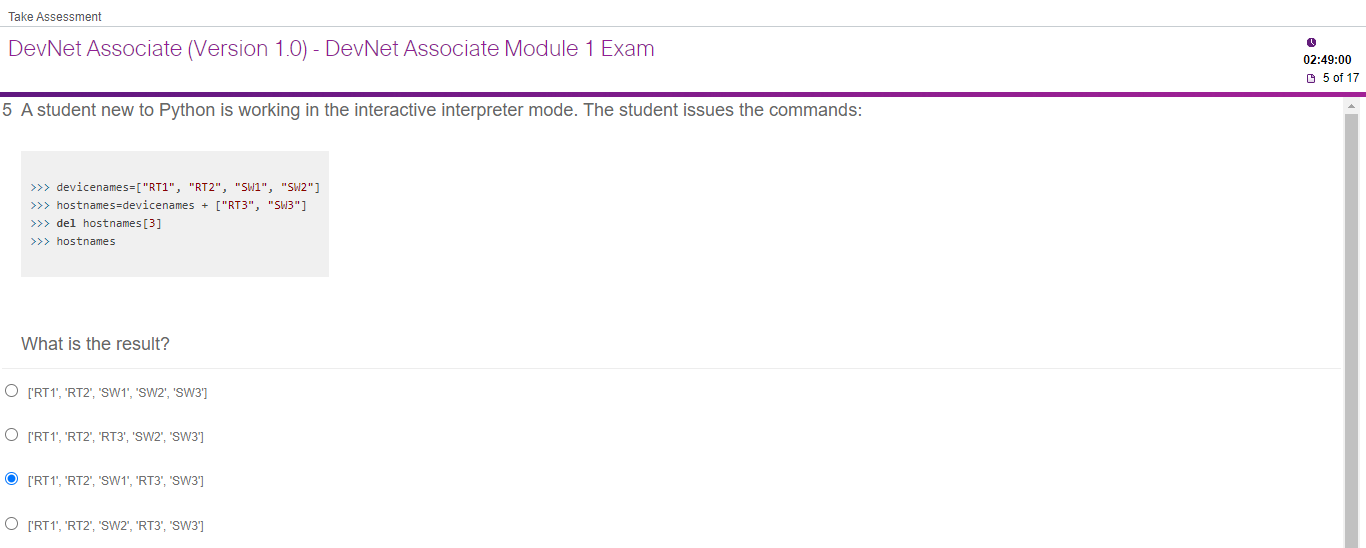 Take Assessment
DevNet Associate (Version 1.0) - DevNet Associate Module 1 Exam
02:49:00
5 of 17
5 A student new to Python is working in the interactive interpreter mode. The student issues the commands:
>>> devicenames=["RT1", "RT2", "SW1", "SW2"]
>>> hostnames=devicenames + ["RT3", "SW3"]
>>> del hostnames[3]
>>> hostnames
What is the result?
['RT1', 'RT2', 'SW1', 'SW2', 'SW3']
['RT1', 'RT2', 'RT3', 'SW2', 'SW3']
['RT1', 'RT2', 'SW1', 'RT3', 'SW3']
['RT1', 'RT2', 'SW2', 'RT3', 'SW3']